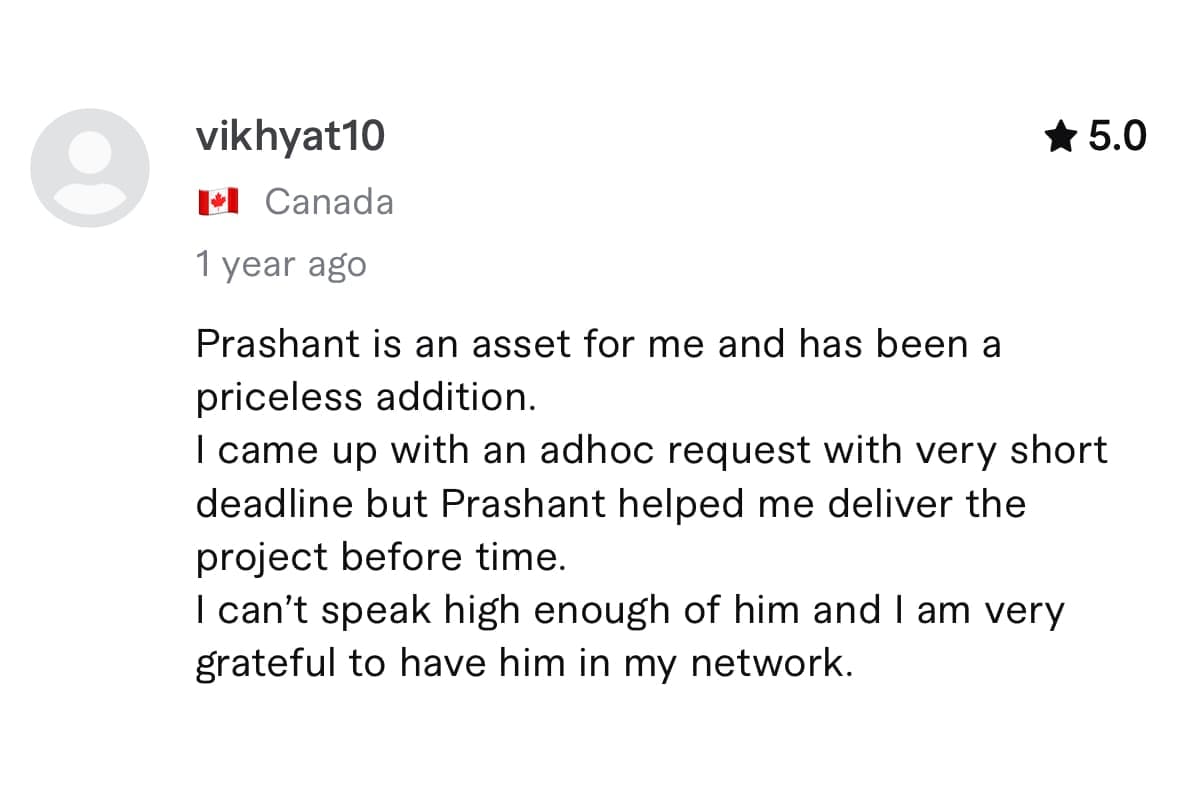 vikhyat10
★ 5.0
🇨🇦 Canada
1 year ago
Prashant is an asset for me and has been a
priceless addition.
I came up with an adhoc request with very short
deadline but Prashant helped me deliver the
project before time.
I can’t speak high enough of him and I am very
grateful to have him in my network.